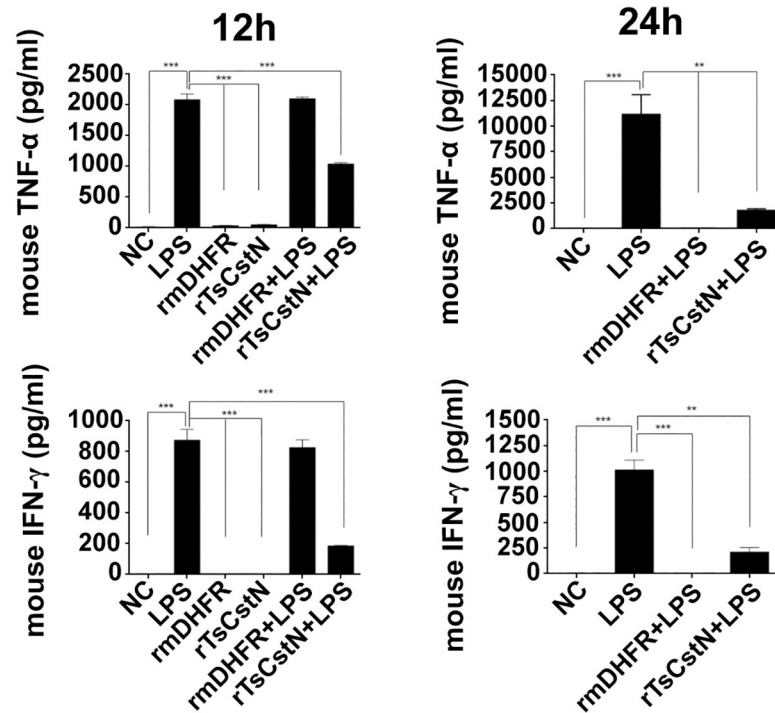 12h
24h
mouse TNF-α (pg/ml)
2500
2000
1500
1000
500
0
***
***
***
NC
LPS
rmDHFR
rTsCstN
rmDHFR+LPS
rTsCstN+LPS
mouse TNF-α (pg/ml)
15000
12500
10000
7500
5000
2500
0
***
**
NC
LPS
rmDHFR+LPS
rTsCstN+LPS
mouse IFN-γ (pg/ml)
1000
800
600
400
200
0
***
***
***
NC
LPS
rmDHFR
rTsCstN
rmDHFR+LPS
rTsCstN+LPS
mouse IFN-γ (pg/ml)
1500
1250
1000
750
500
250
0
***
**
***
NC
LPS
rmDHFR+LPS
rTsCstN+LPS